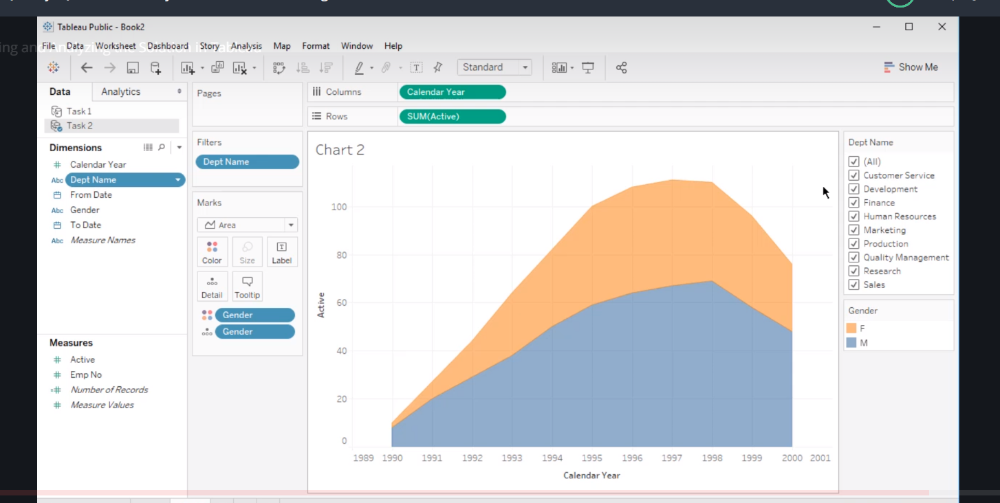 Tableau Public - Book2
File Data Worksheet Dashboard Story Analysis Map Format Window Help
Standard
Show Me
Data Analytics
Task 1
Task 2
Dimensions
Calendar Year
Abc Dept Name
From Date
Abc Gender
To Date
Abc Measure Names
Measures
# Active
# Emp No
=# Number of Records
# Measure Values
Pages
Filters
Dept Name
Marks
Area
Color Size Label
Detail Tooltip
Gender
Gender
Columns Calendar Year
Rows SUM(Active)
Chart 2
100
80
60
40
20
0
Active
1989 1990 1991 1992 1993 1994 1995 1996 1997 1998 1999 2000 2001
Calendar Year
Dept Name
(All)
Customer Service
Development
Finance
Human Resources
Marketing
Production
Quality Management
Research
Sales
Gender
F
M